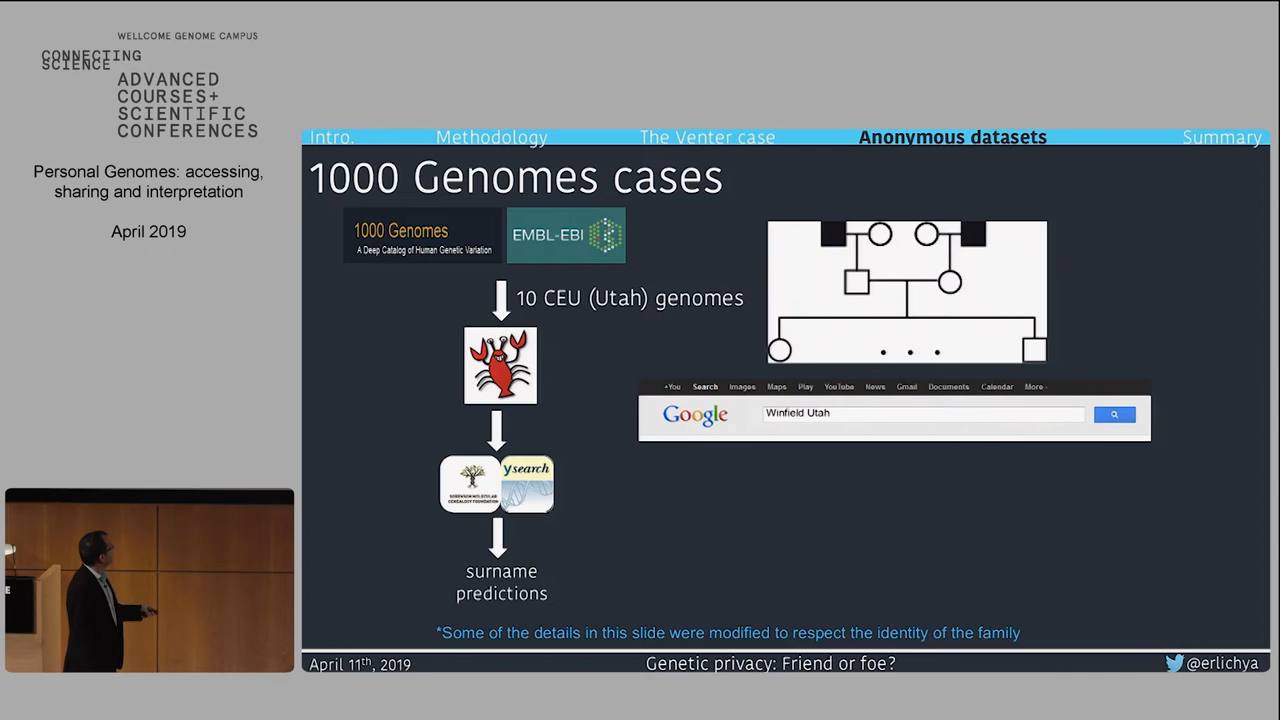 WELLCOME GENOME CAMPUS
CONNECTING
SCIENCE
ADVANCED
COURSES+
SCIENTIFIC
CONFERENCES
Personal Genomes: accessing,
sharing and interpretation
April 2019
Intro. Methodology The Venter case Anonymous datasets Summary
1000 Genomes cases
1000 Genomes
A Deep Catalog of Human Genetic Variation
EMBL-EBI
10 CEU (Utah) genomes
+You Search Images Maps Play YouTube News Gmail Documents Calendar More
Google
Winfield Utah
ysearch
SORENSON MOLECULAR
GENEALOGY FOUNDATION
surname
predictions
*Some of the details in this slide were modified to respect the identity of the family
April 11th, 2019 Genetic privacy: Friend or foe? @erlichya
E